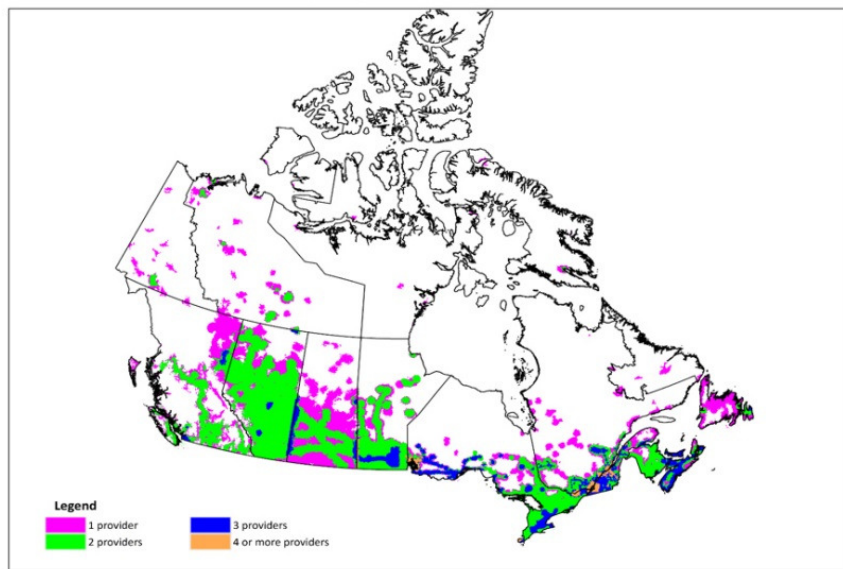 Legend
1 provider
3 providers
2 providers
4 or more providers